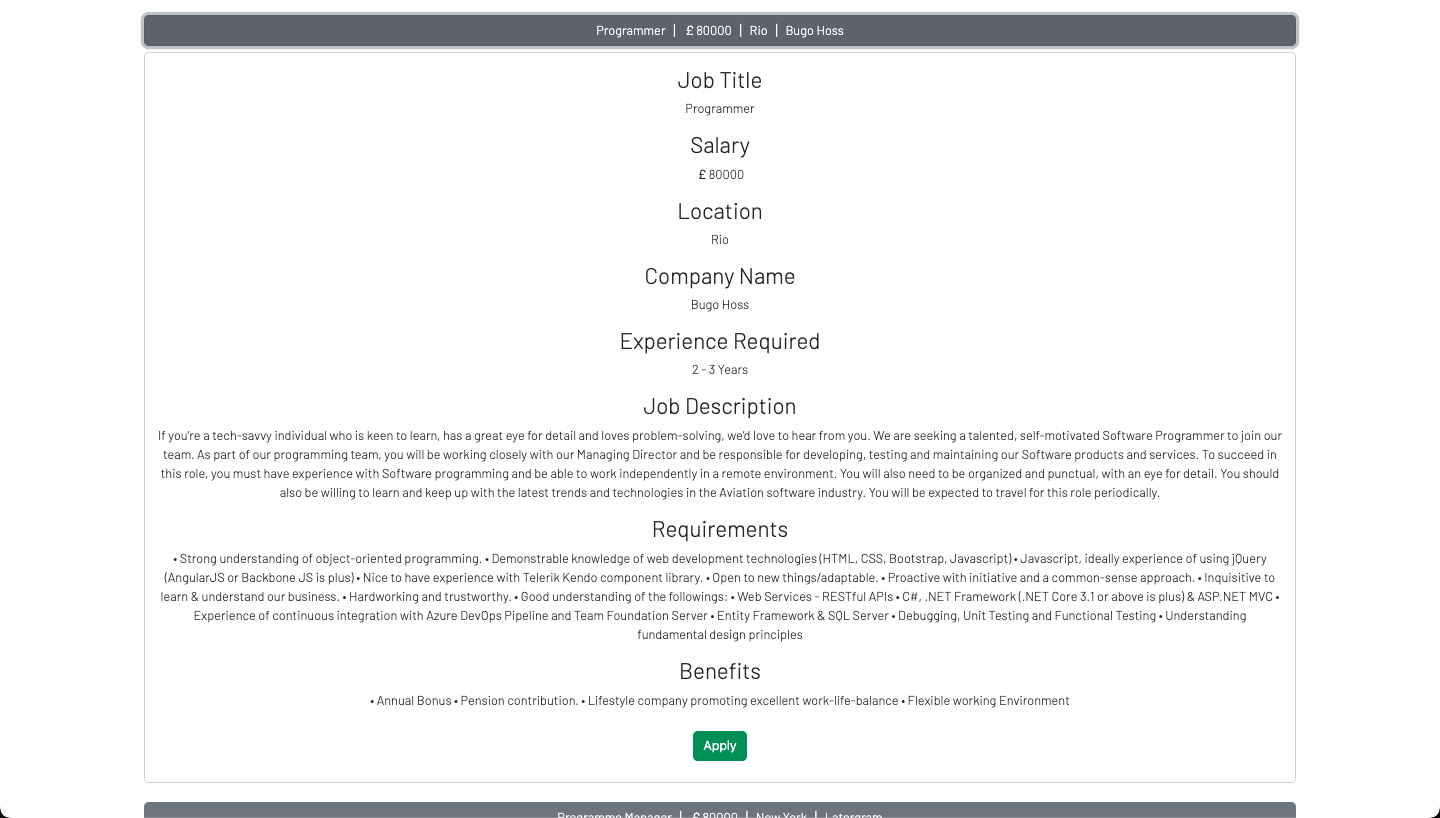 Programmer | £ 80000 | Rio | Bugo Hoss
Job Title
Programmer
Salary
£ 80000
Location
Rio
Company Name
Bugo Hoss
Experience Required
2 - 3 Years
Job Description
If you're a tech-savvy individual who is keen to learn, has a great eye for detail and loves problem-solving, we'd love to hear from you. We are seeking a talented, self-motivated Software Programmer to join our
team. As part of our programming team, you will be working closely with our Managing Director and be responsible for developing, testing and maintaining our Software products and services. To succeed in
this role, you must have experience with Software programming and be able to work independently in a remote environment. You will also need to be organized and punctual, with an eye for detail. You should
also be willing to learn and keep up with the latest trends and technologies in the Aviation software industry. You will be expected to travel for this role periodically.
Requirements
• Strong understanding of object-oriented programming. • Demonstrable knowledge of web development technologies (HTML, CSS, Bootstrap, Javascript) • Javascript, ideally experience of using jQuery
(AngularJS or Backbone JS is plus) • Nice to have experience with Telerik Kendo component library. • Open to new things/adaptable. • Proactive with initiative and a common-sense approach. • Inquisitive to
learn & understand our business. • Hardworking and trustworthy. • Good understanding of the followings: • Web Services - RESTful APIs • C#, .NET Framework (.NET Core 3.1 or above is plus) & ASP.NET MVC •
Experience of continuous integration with Azure DevOps Pipeline and Team Foundation Server • Entity Framework & SQL Server • Debugging, Unit Testing and Functional Testing • Understanding
fundamental design principles
Benefits
• Annual Bonus • Pension contribution. • Lifestyle company promoting excellent work-life-balance • Flexible working Environment
Apply
Programme Manager | £ 80000 | New York | Latergram